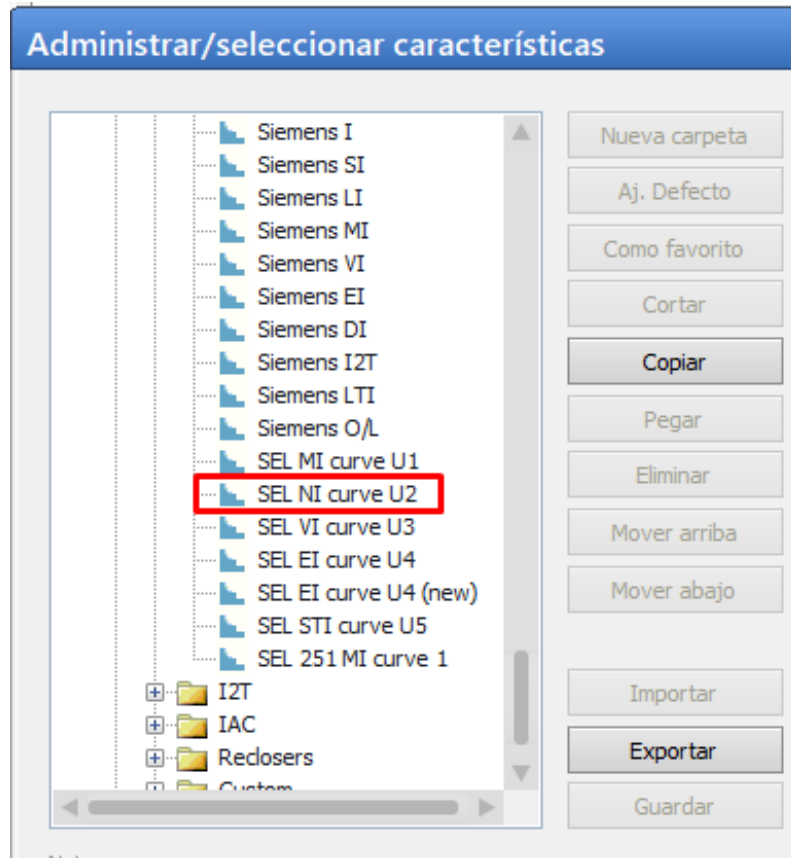 Administrar/seleccionar características
Siemens I
Siemens SI
Siemens LI
Siemens MI
Siemens VI
Siemens EI
Siemens DI
Siemens I2T
Siemens LTI
Siemens O/L
SEL MI curve U1
SEL NI curve U2
SEL VI curve U3
SEL EI curve U4
SEL EI curve U4 (new)
SEL STI curve U5
SEL 251 MI curve 1
I2T
IAC
Reclosers
Custom
Nueva carpeta
Aj. Defecto
Como favorito
Cortar
Copiar
Pegar
Eliminar
Mover arriba
Mover abajo
Importar
Exportar
Guardar